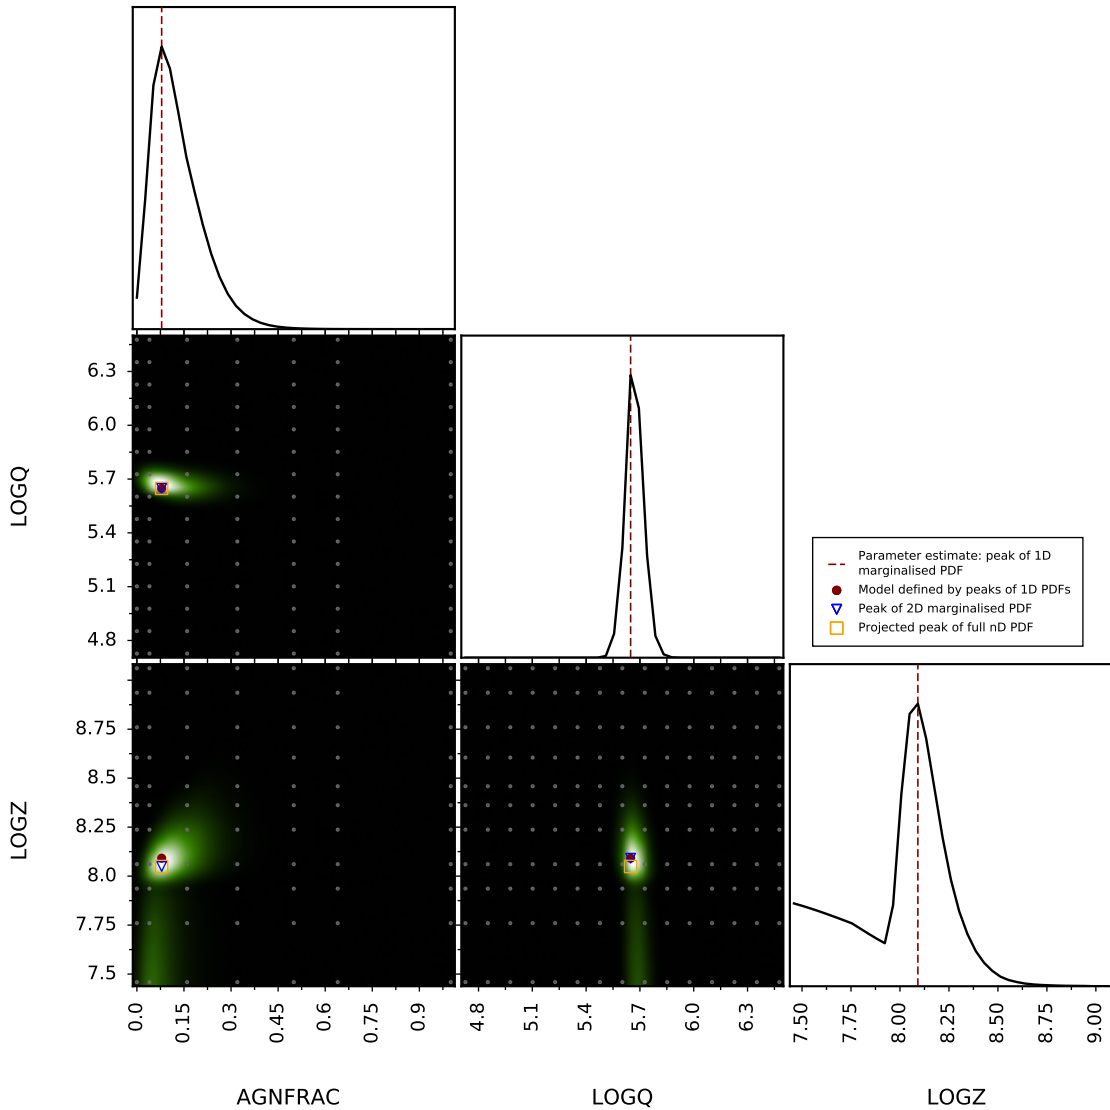 6.3
6.0
5.7
5.4
5.1
4.8
LOGQ
Parameter estimate: peak of 1D
marginalised PDF
Model defined by peaks of 1D PDFs
Peak of 2D marginalised PDF
Projected peak of full nD PDF
8.75
8.5
8.25
8.0
7.75
7.5
LOGZ
0.0 0.15 0.3 0.45 0.6 0.75 0.9
4.8 5.1 5.4 5.7 6.0 6.3
7.50 7.75 8.00 8.25 8.50 8.75 9.00
AGNFRAC LOGQ LOGZ